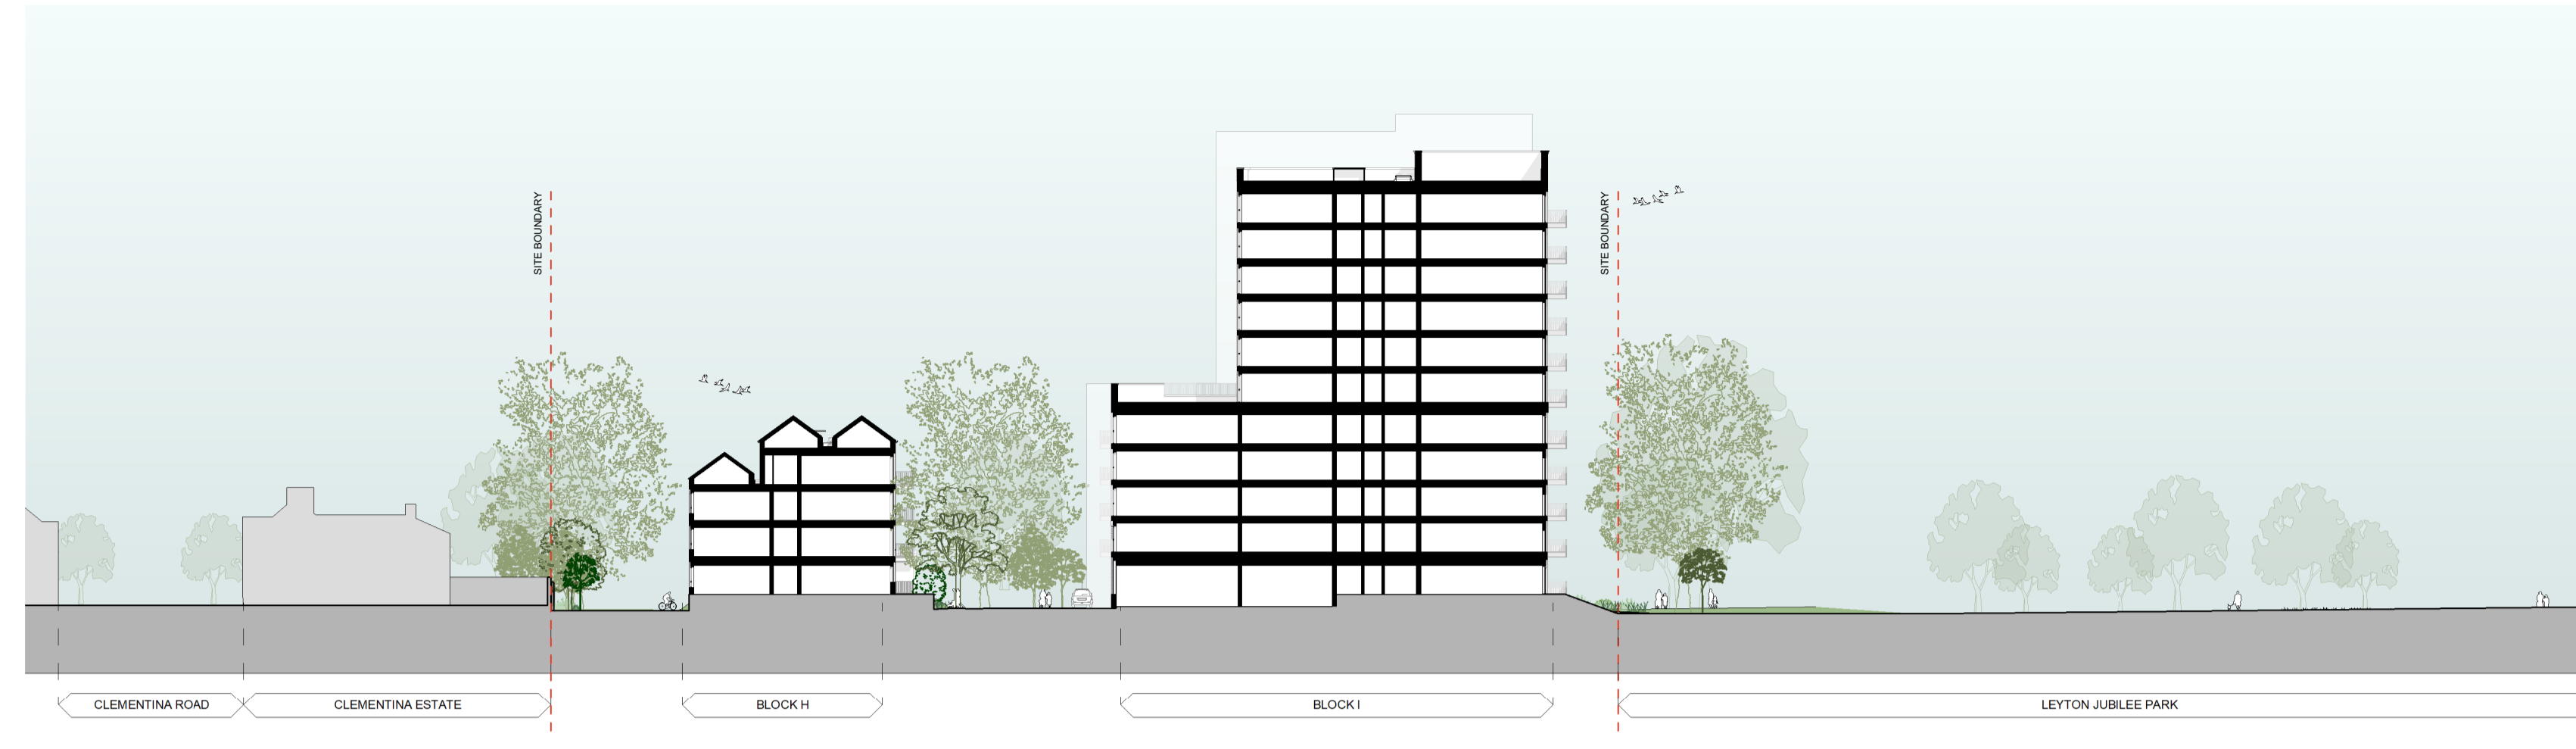 SITE BOUNDARY
SITE BOUNDARY
CLEMENTINA ROAD
CLEMENTINA ESTATE
BLOCK H
BLOCK I
LEYTON JUBILEE PARK